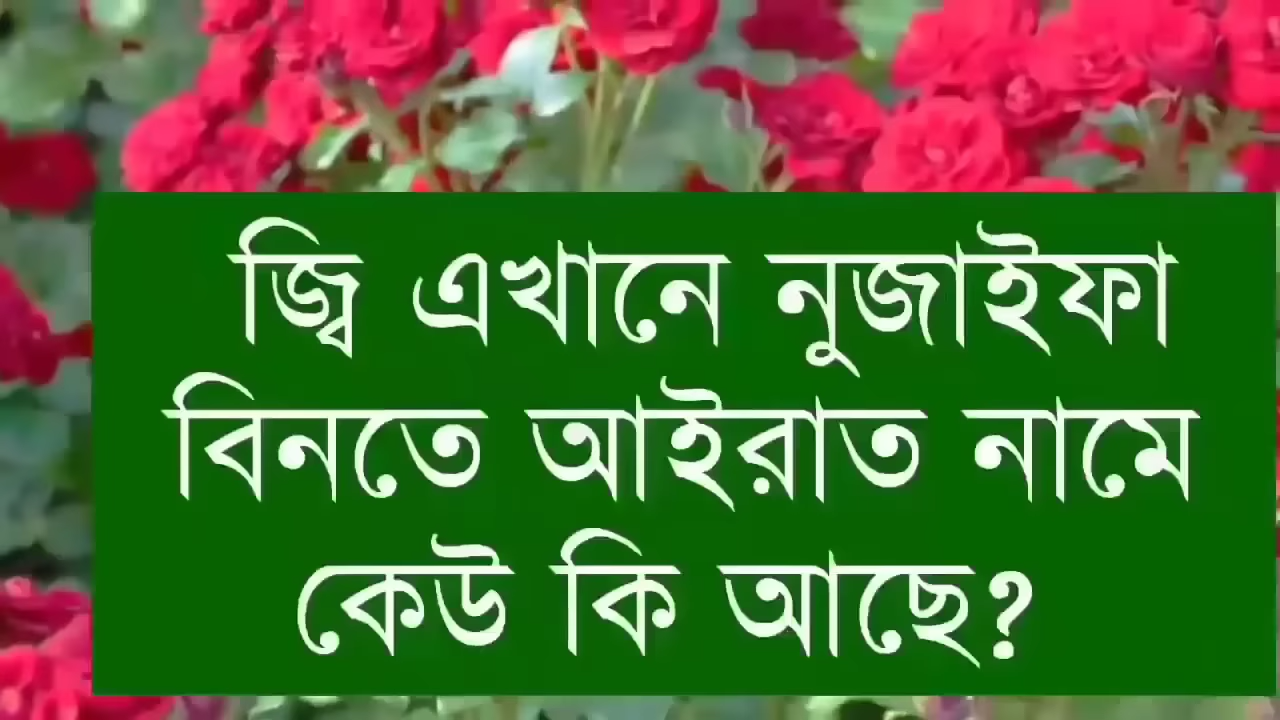 জ্বি এখানে নুজাইফা
বিনতে আইরাত নামে
কেউ কি আছে?